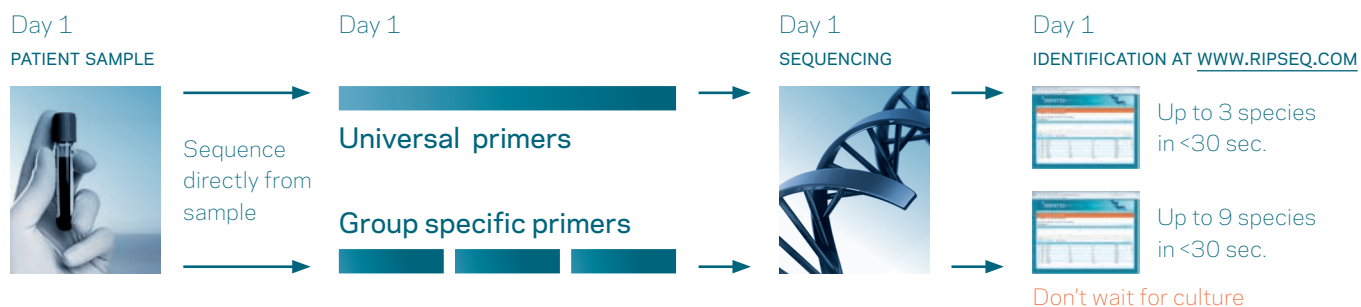 Day 1
PATIENT SAMPLE
Sequence
directly from
sample
Day 1
Universal primers
Group specific primers
Day 1
SEQUENCING
Day 1
IDENTIFICATION AT WWW.RIPSEQ.COM
Up to 3 species
in <30 sec.
Up to 9 species
in <30 sec.
Don't wait for culture